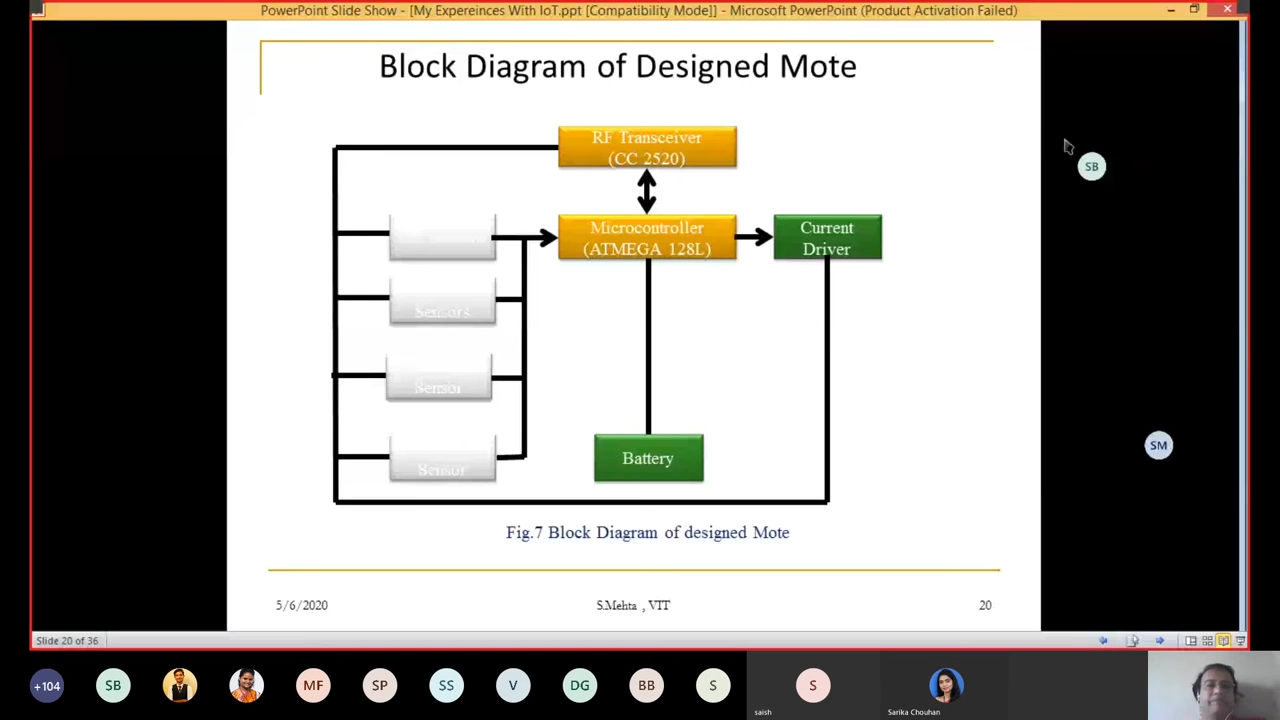 PowerPoint Slide Show - [My Expereinces With IoT.ppt [Compatibility Mode]] - Microsoft PowerPoint (Product Activation Failed)
Block Diagram of Designed Mote
RF Transceiver
(CC 2520)
SB
Microcontroller
(ATMEGA 128L)
Current
Driver
Sensors
Sensor
SM
Battery
Sensor
Fig.7 Block Diagram of designed Mote
5/6/2020
S.Mehta , VIT
20
Slide 20 of 36
+104
SB
MF
SP
SS
V
DG
BB
S
S
saish
Sarika Chouhan